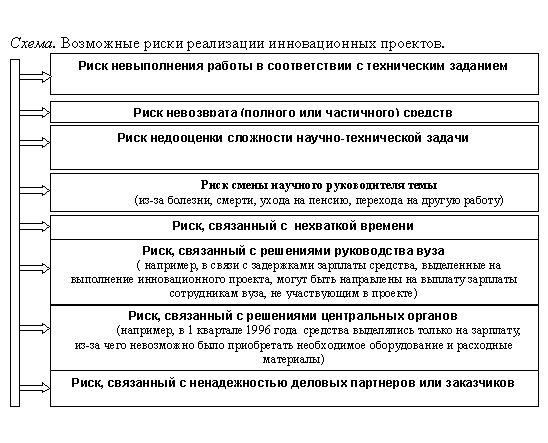 Схема. Возможные риски реализации инновационных проектов.
Риск невыполнения работы в соответствии с техническим заданием
Риск невозврата (полного или частичного) средств
Риск недооценки сложности научно-технической задачи
Риск смены научного руководителя темы
(из-за болезни, смерти, ухода на пенсию, перехода на другую работу)
Риск, связанный с нехваткой времени
Риск, связанный с решениями руководства вуза
( например, в связи с задержками зарплаты средства, выделенные на
выполнение инновационного проекта, могут быть направлены на выплату зарплаты
сотрудникам вуза, не участвующим в проекте)
Риск, связанный с решениями центральных органов
(например, в 1 квартале 1996 года средства выделялись только на зарплату,
из-за чего невозможно было приобретать необходимое оборудование и расходные
материалы)
Риск, связанный с ненадежностью деловых партнеров или заказчиков